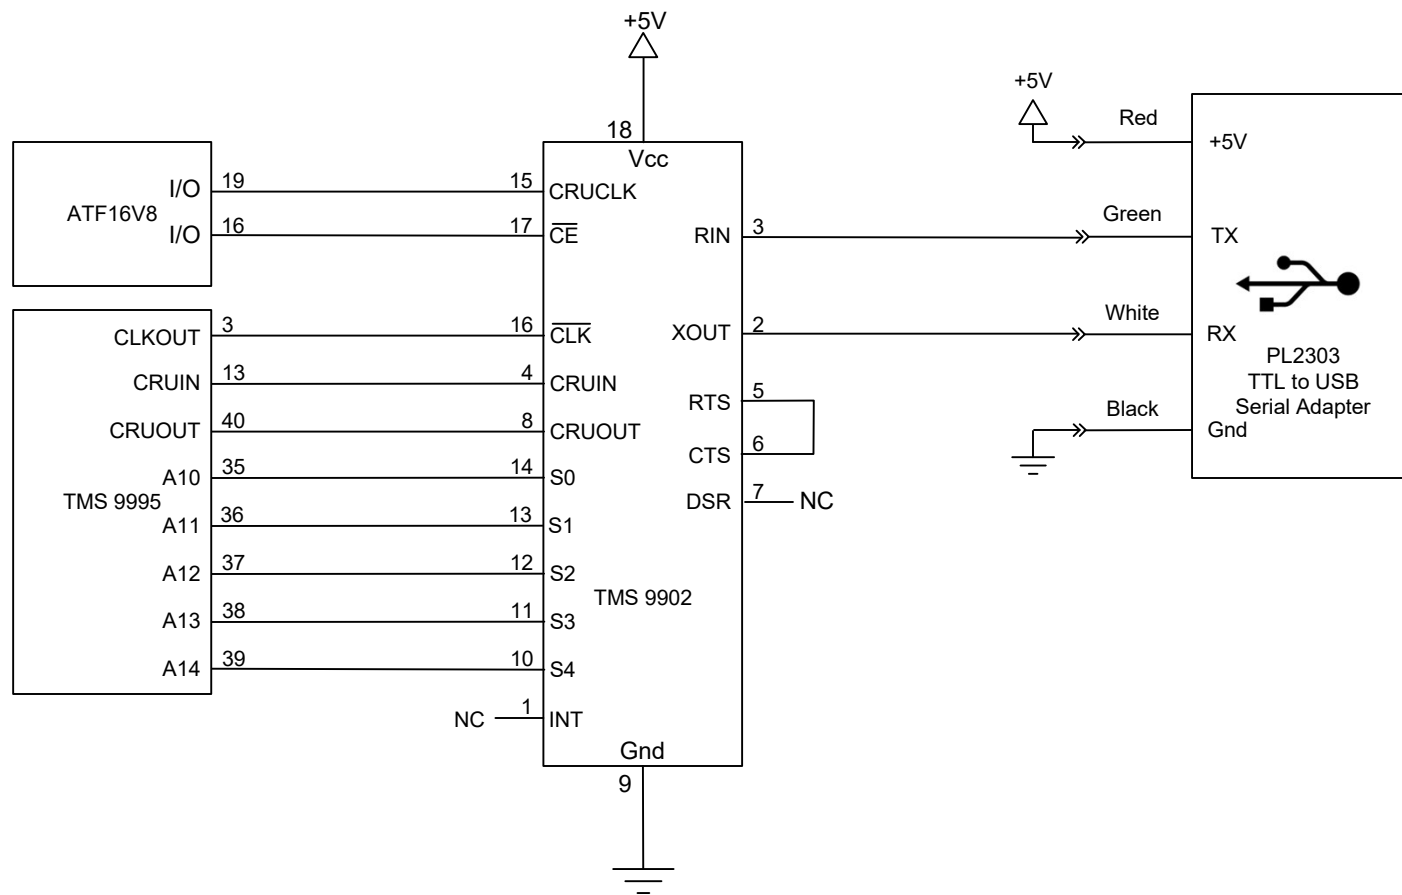 +5V
18
Vcc
ATF16V8
I/O
19
15
CRUCLK
I/O
16
17
CE
TMS 9995
CLKOUT
3
16
CLK
CRUIN
13
4
CRUIN
CRUOUT
40
8
CRUOUT
A10
35
14
S0
A11
36
13
S1
A12
37
12
S2
A13
38
11
S3
A14
39
10
S4
NC
1
INT
TMS 9902
Gnd
9
RIN
3
XOUT
2
RTS
5
CTS
6
DSR
7
NC
+5V
Red
+5V
Green
TX
White
RX
Black
Gnd
PL2303
TTL to USB
Serial Adapter